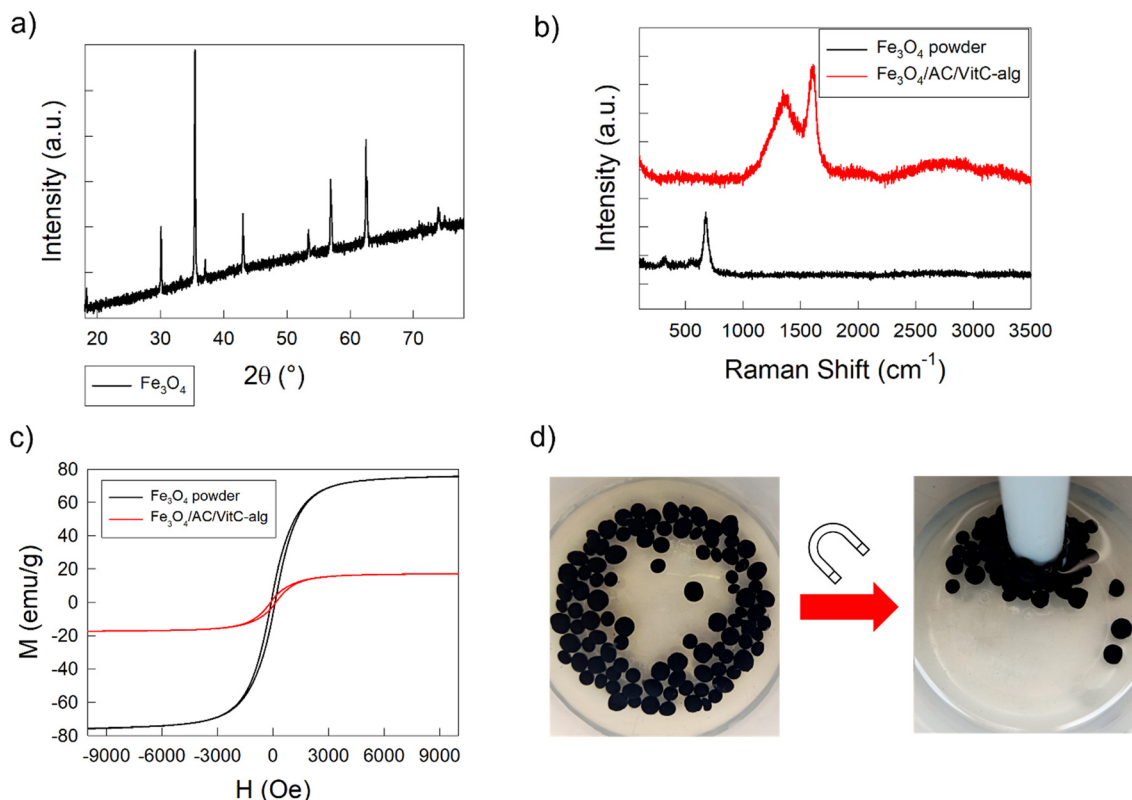 a)
Intensity (a.u.)
20 30 40 50 60 70
2θ (°)
Fe₃O₄
b)
Fe₃O₄ powder
Fe₃O₄/AC/VitC-alg
Intensity (a.u.)
500 1000 1500 2000 2500 3000 3500
Raman Shift (cm⁻¹)
c)
80
60
40
20
0
-20
-40
-60
-80
M (emu/g)
Fe₃O₄ powder
Fe₃O₄/AC/VitC-alg
-9000 -6000 -3000 0 3000 6000 9000
H (Oe)
d)